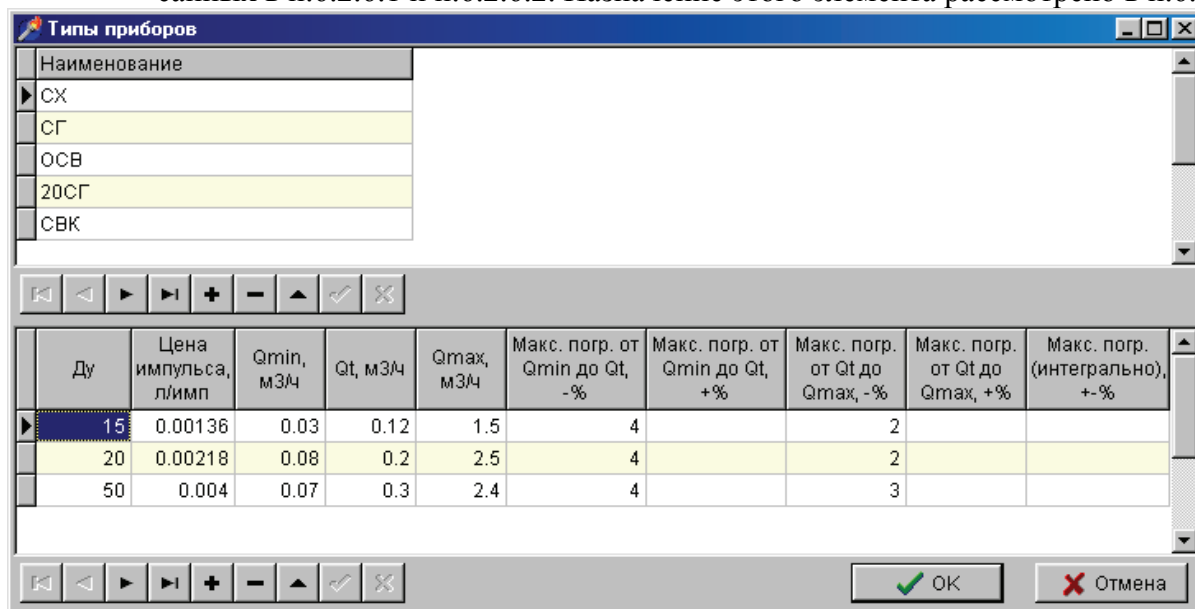 Типы приборов
Наименование
СХ
СГ
ОСВ
20СГ
СВК
Ду
Цена импульса, л/имп
Qmin, м3/ч
Qt, м3/ч
Qmax, м3/ч
Макс. погр. от Qmin до Qt, -%
Макс. погр. от Qmin до Qt, +%
Макс. погр. от Qt до Qmax, -%
Макс. погр. от Qt до Qmax, +%
Макс. погр. (интегрально), +-%
15 0.00136 0.03 0.12 1.5 4 2
20 0.00218 0.08 0.2 2.5 4 2
50 0.004 0.07 0.3 2.4 4 3
OK Отмена